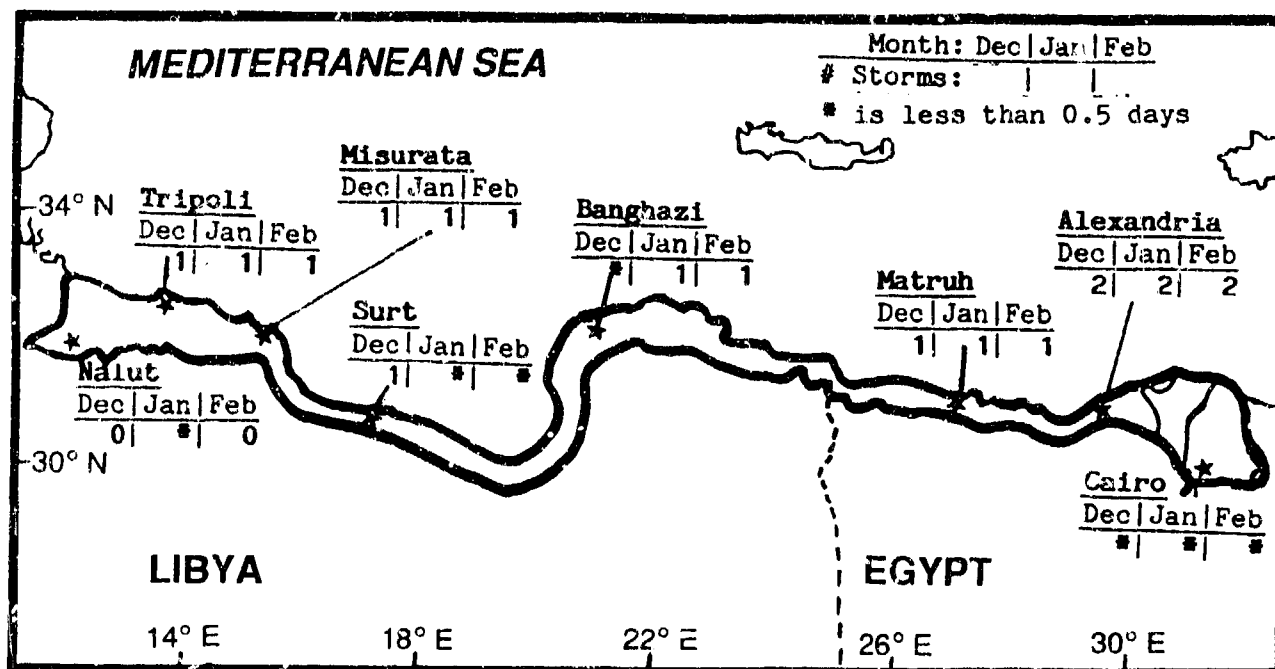 MEDITERRANEAN SEA
Month: Dec|Jan|Feb
# Storms: | |
* is less than 0.5 days
Misurata
Dec|Jan|Feb
1| 1| 1
34° N
Tripoli
Dec|Jan|Feb
1| 1| 1
Banghazi
Dec|Jan|Feb
*| 1| 1
Alexandria
Dec|Jan|Feb
2| 2| 2
Surt
Dec|Jan|Feb
1| *| *
Matruh
Dec|Jan|Feb
1| 1| 1
Nalut
Dec|Jan|Feb
0| *| 0
30° N
Cairo
Dec|Jan|Feb
*| *| *
LIBYA
EGYPT
14° E
18° E
22° E
26° E
30° E